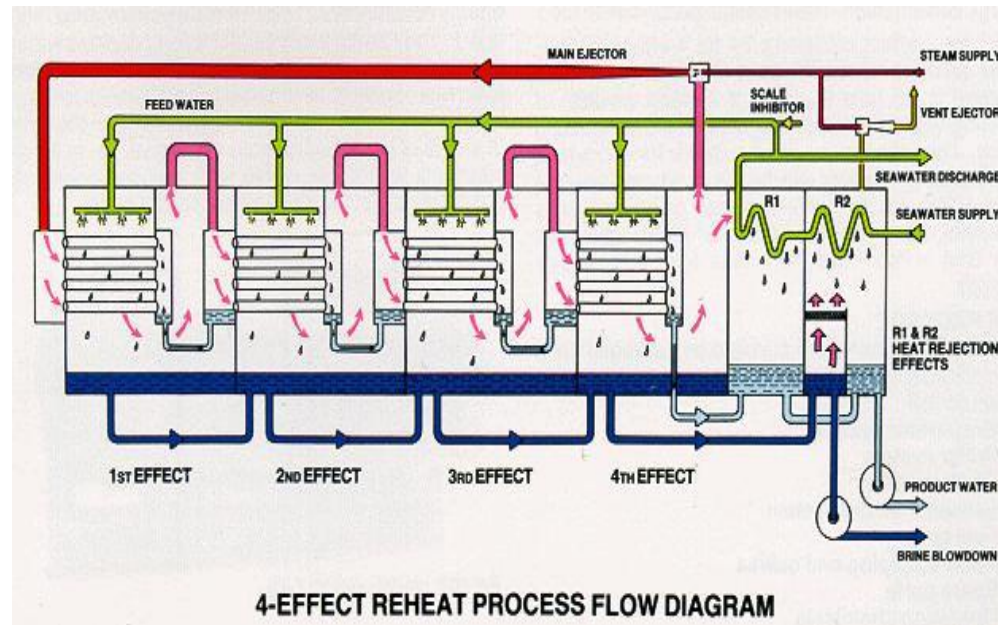 MAIN EJECTOR
STEAM SUPPLY
FEED WATER
SCALE
INHIBITOR
VENT EJECTOR
SEAWATER DISCHARGE
R1
R2
SEAWATER SUPPLY
R1 & R2
HEAT REJECTION
EFFECTS
1ST EFFECT
2ND EFFECT
3RD EFFECT
4TH EFFECT
PRODUCT WATER
BRINE BLOWDOWN
4-EFFECT REHEAT PROCESS FLOW DIAGRAM